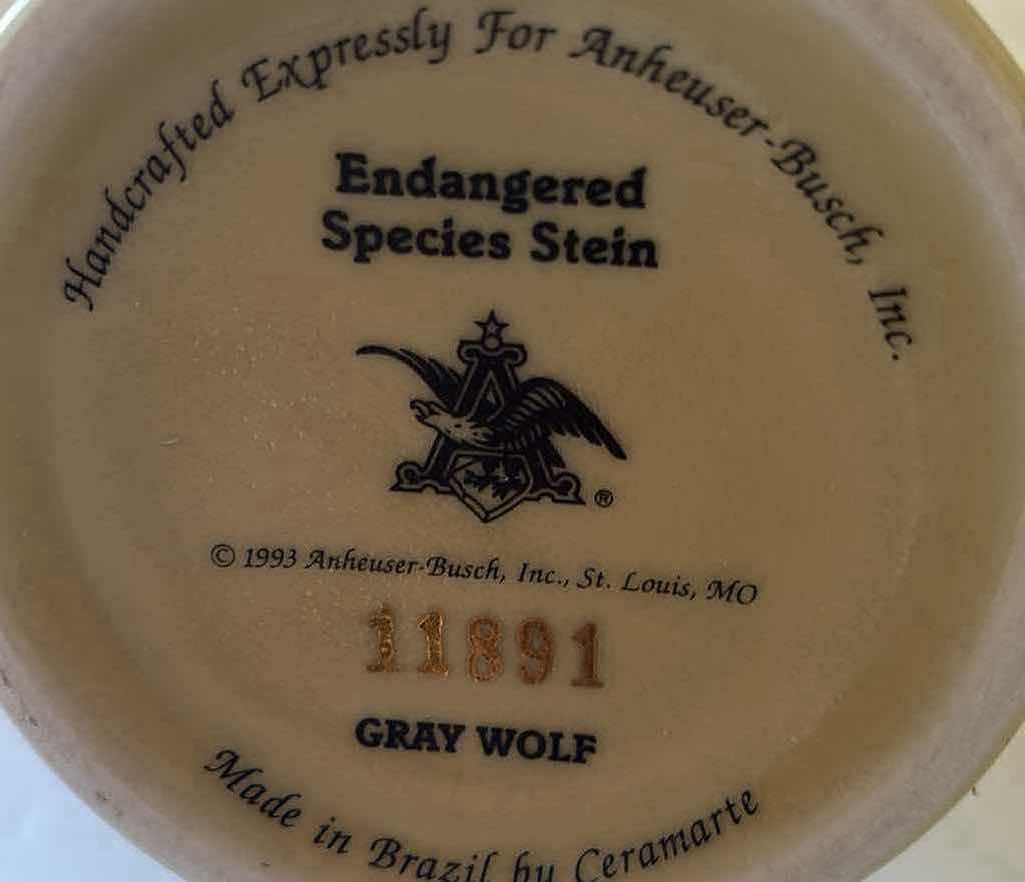 Handcrafted Expressly For Anheuser-Busch, Inc.
Endangered
Species Stein
A
®
© 1993 Anheuser-Busch, Inc., St. Louis, MO
11891
GRAY WOLF
Made in Brazil by Ceramarte